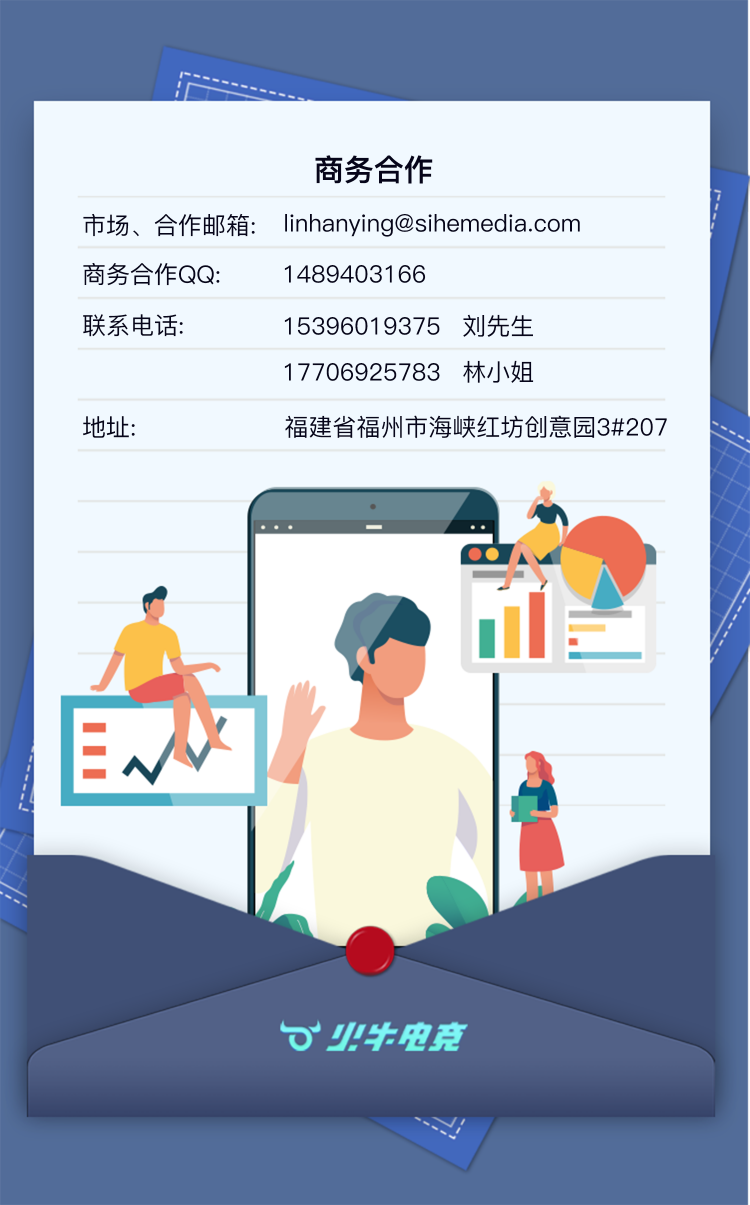 商务合作
市场、合作邮箱: linhanying@sihemedia.com
商务合作QQ: 1489403166
联系电话: 15396019375 刘先生
17706925783 林小姐
地址: 福建省福州市海峡红坊创意园3#207
火牛电竞